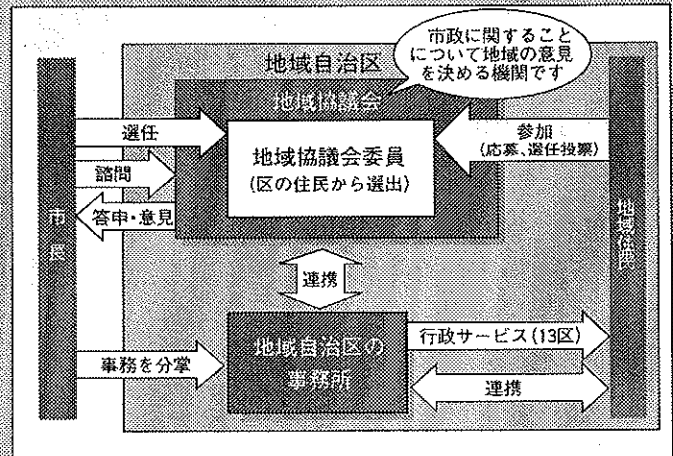 市政に関すること
について地域の意見
を決める機関です
地域自治区
地域協議会
選任
諮問
答申・意見
地域協議会委員
(区の住民から選出)
参加
(応募、選任投票)
市長
地域住民
連携
地域自治区の
事務所
事務を分掌
行政サービス(13区)
連携